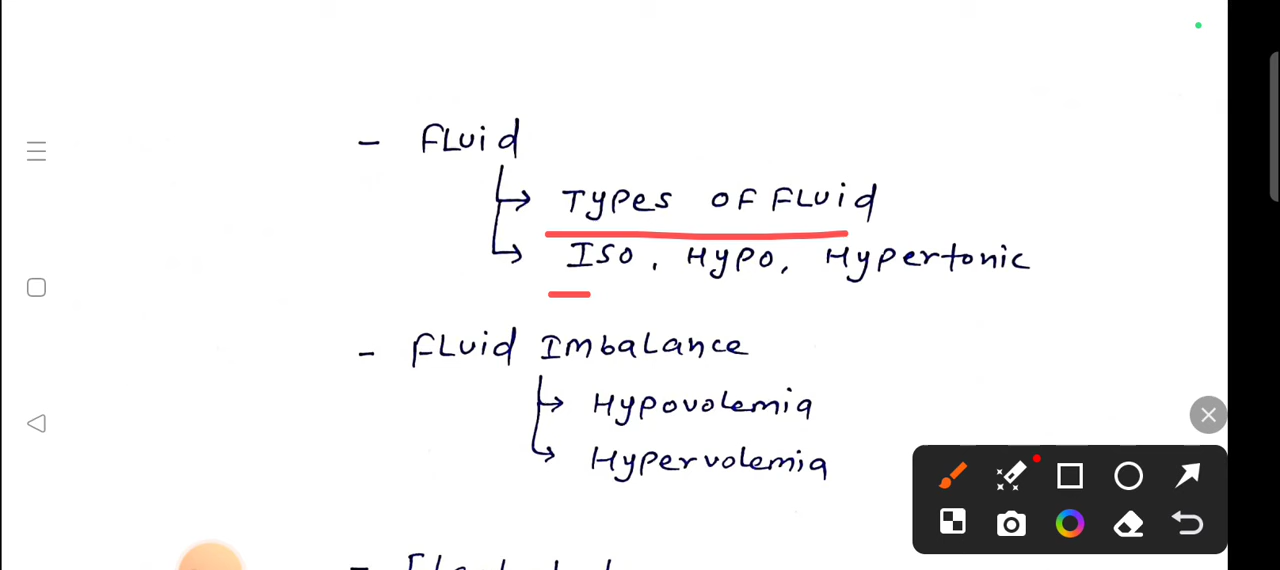 - Fluid
→ Types of Fluid
→ Iso, Hypo, Hypertonic
- Fluid Imbalance
→ Hypovolemia
→ Hypervolemia